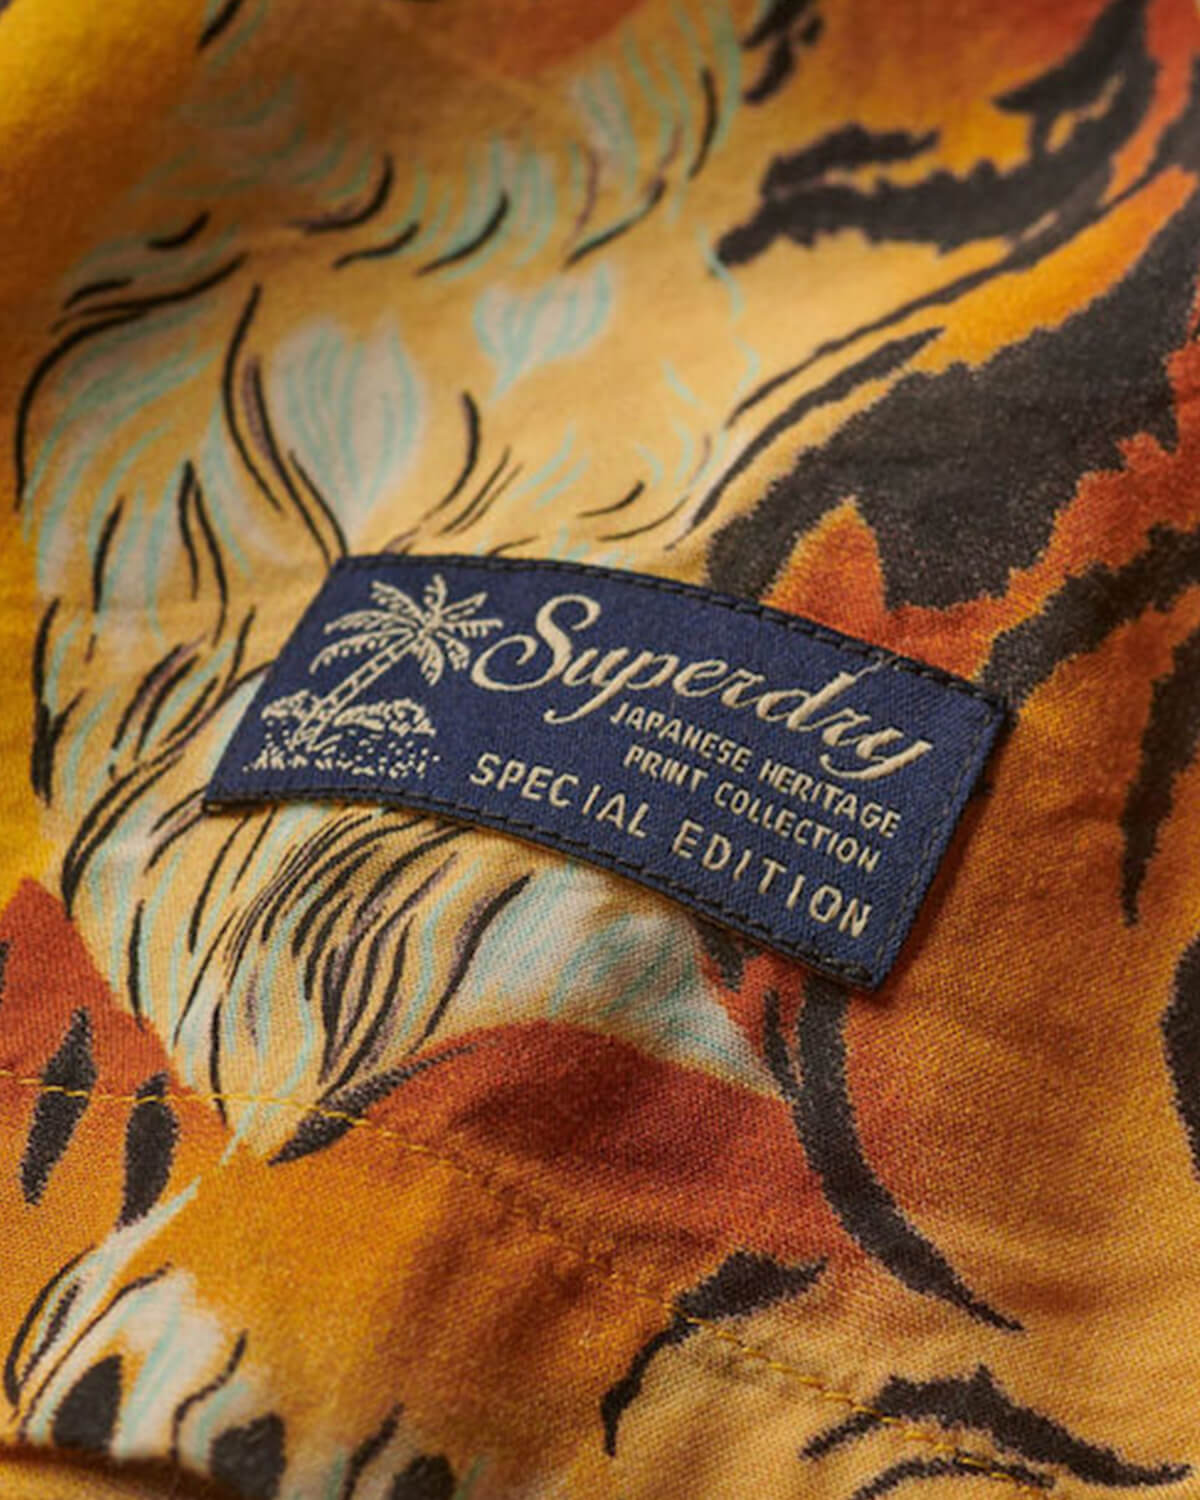 Superdry
JAPANESE HERITAGE
PRINT COLLECTION
SPECIAL EDITION